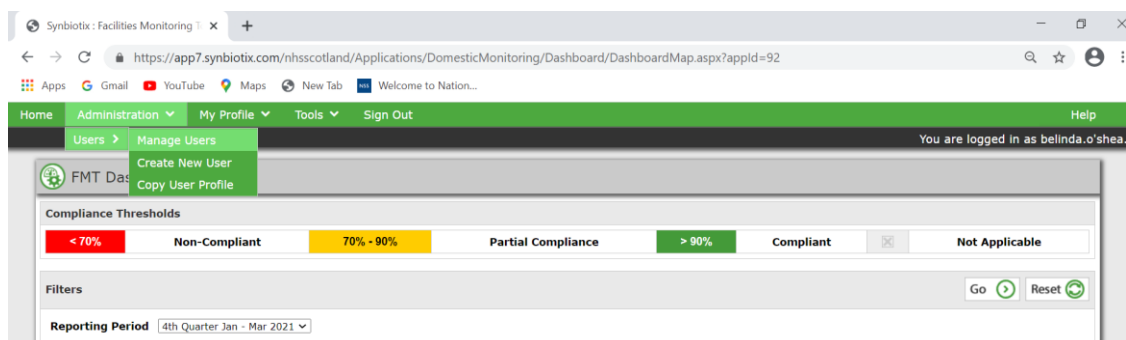 Synbiotix : Facilities Monitoring T
https://app7.synbiotix.com/nhsscotland/Applications/DomesticMonitoring/Dashboard/DashboardMap.aspx?appId=92
Apps G Gmail YouTube Maps New Tab NSS Welcome to Nation...
Home Administration My Profile Tools Sign Out Help
Users Manage Users You are logged in as belinda.o'shea.
Create New User
FMT Das
Copy User Profile
Compliance Thresholds
< 70% Non-Compliant 70% - 90% Partial Compliance > 90% Compliant Not Applicable
Filters Go Reset
Reporting Period 4th Quarter Jan - Mar 2021